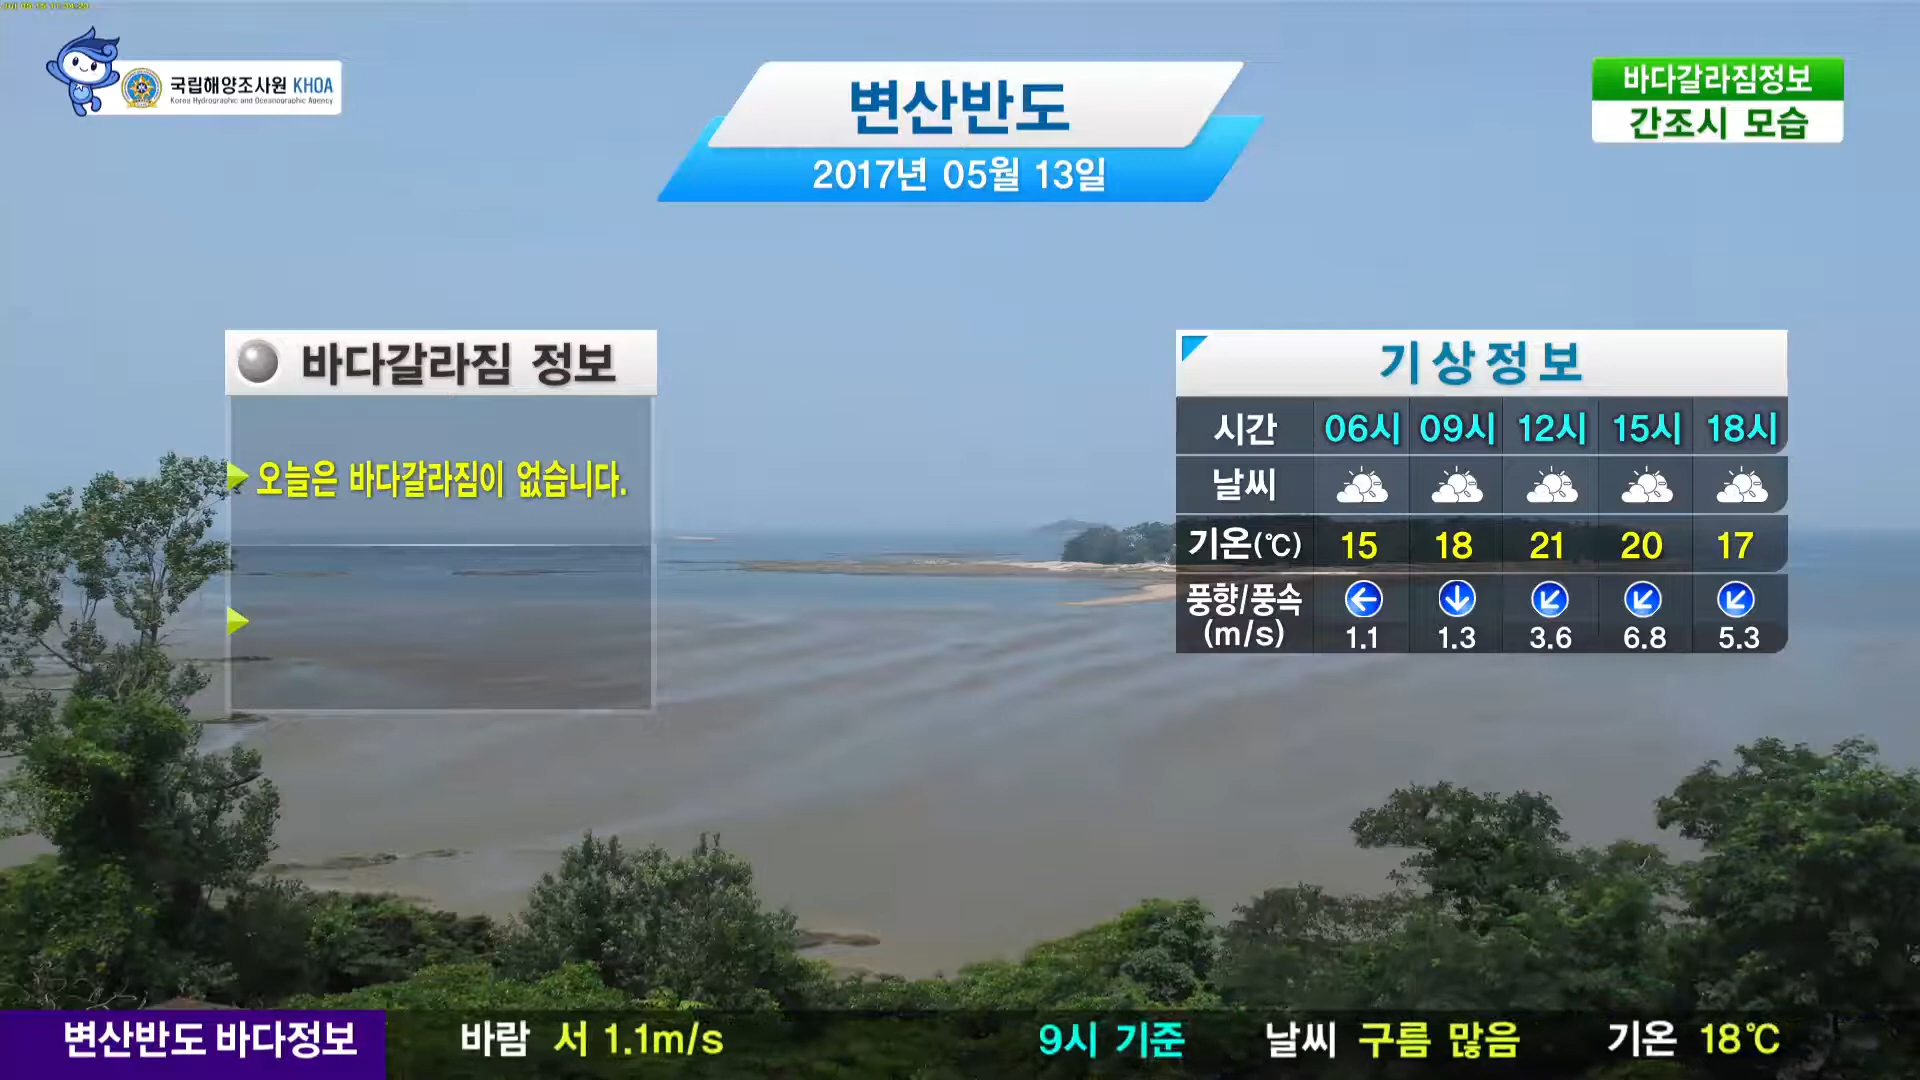 국립해양조사원 KHOA
Korea Hydrographic and Oceanographic Agency
변산반도
2017년 05월 13일
바다갈라짐정보
간조시 모습
바다갈라짐 정보
오늘은 바다갈라짐이 없습니다.
기상정보
시간 06시 09시 12시 15시 18시
날씨
기온(℃) 15 18 21 20 17
풍향/풍속
(m/s) 1.1 1.3 3.6 6.8 5.3
변산반도 바다정보 바람 서 1.1m/s 9시 기준 날씨 구름 많음 기온 18℃